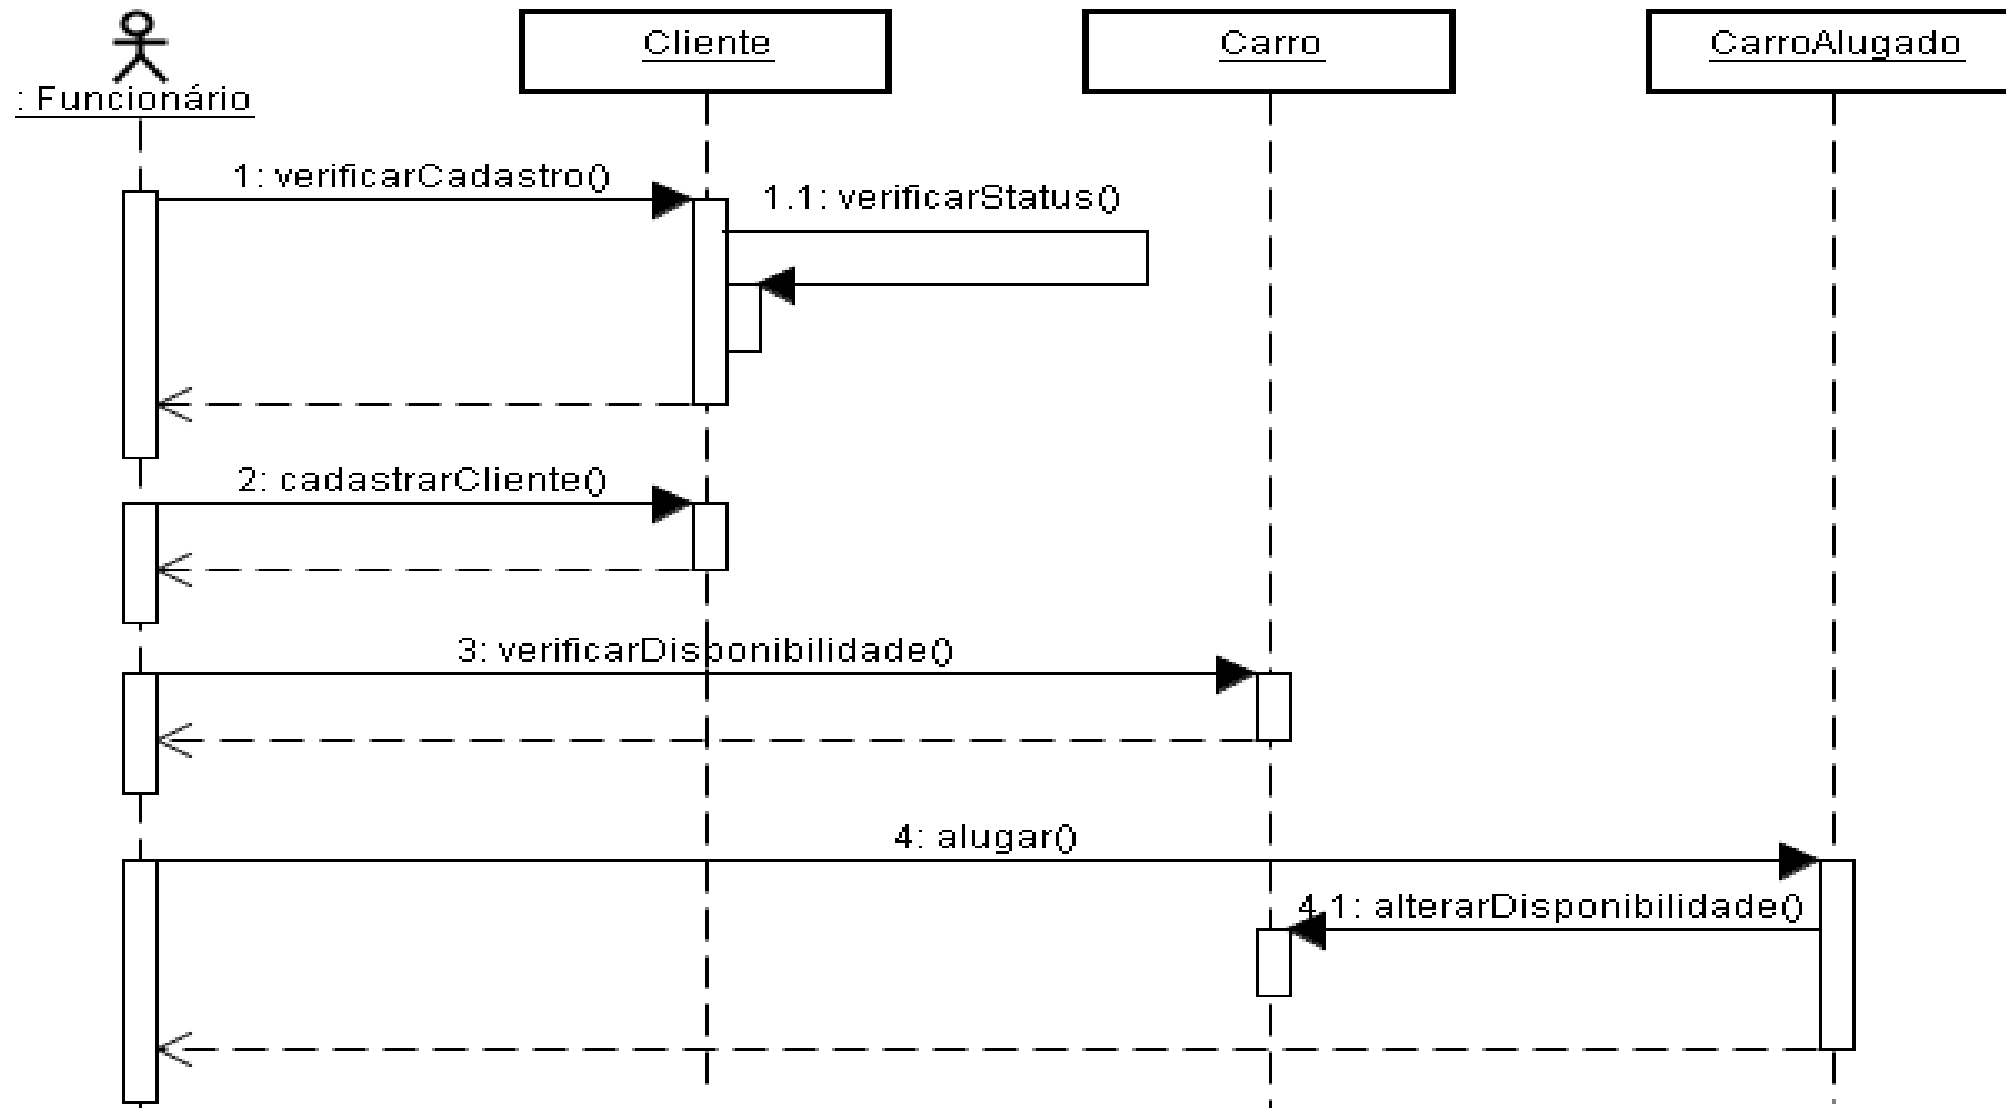 Cliente
Carro
CarroAlugado
: Funcionário
1: verificarCadastro()
1.1: verificarStatus()
2: cadastrarCliente()
3: verificarDisponibilidade()
4: alugar()
4.1: alterarDisponibilidade()